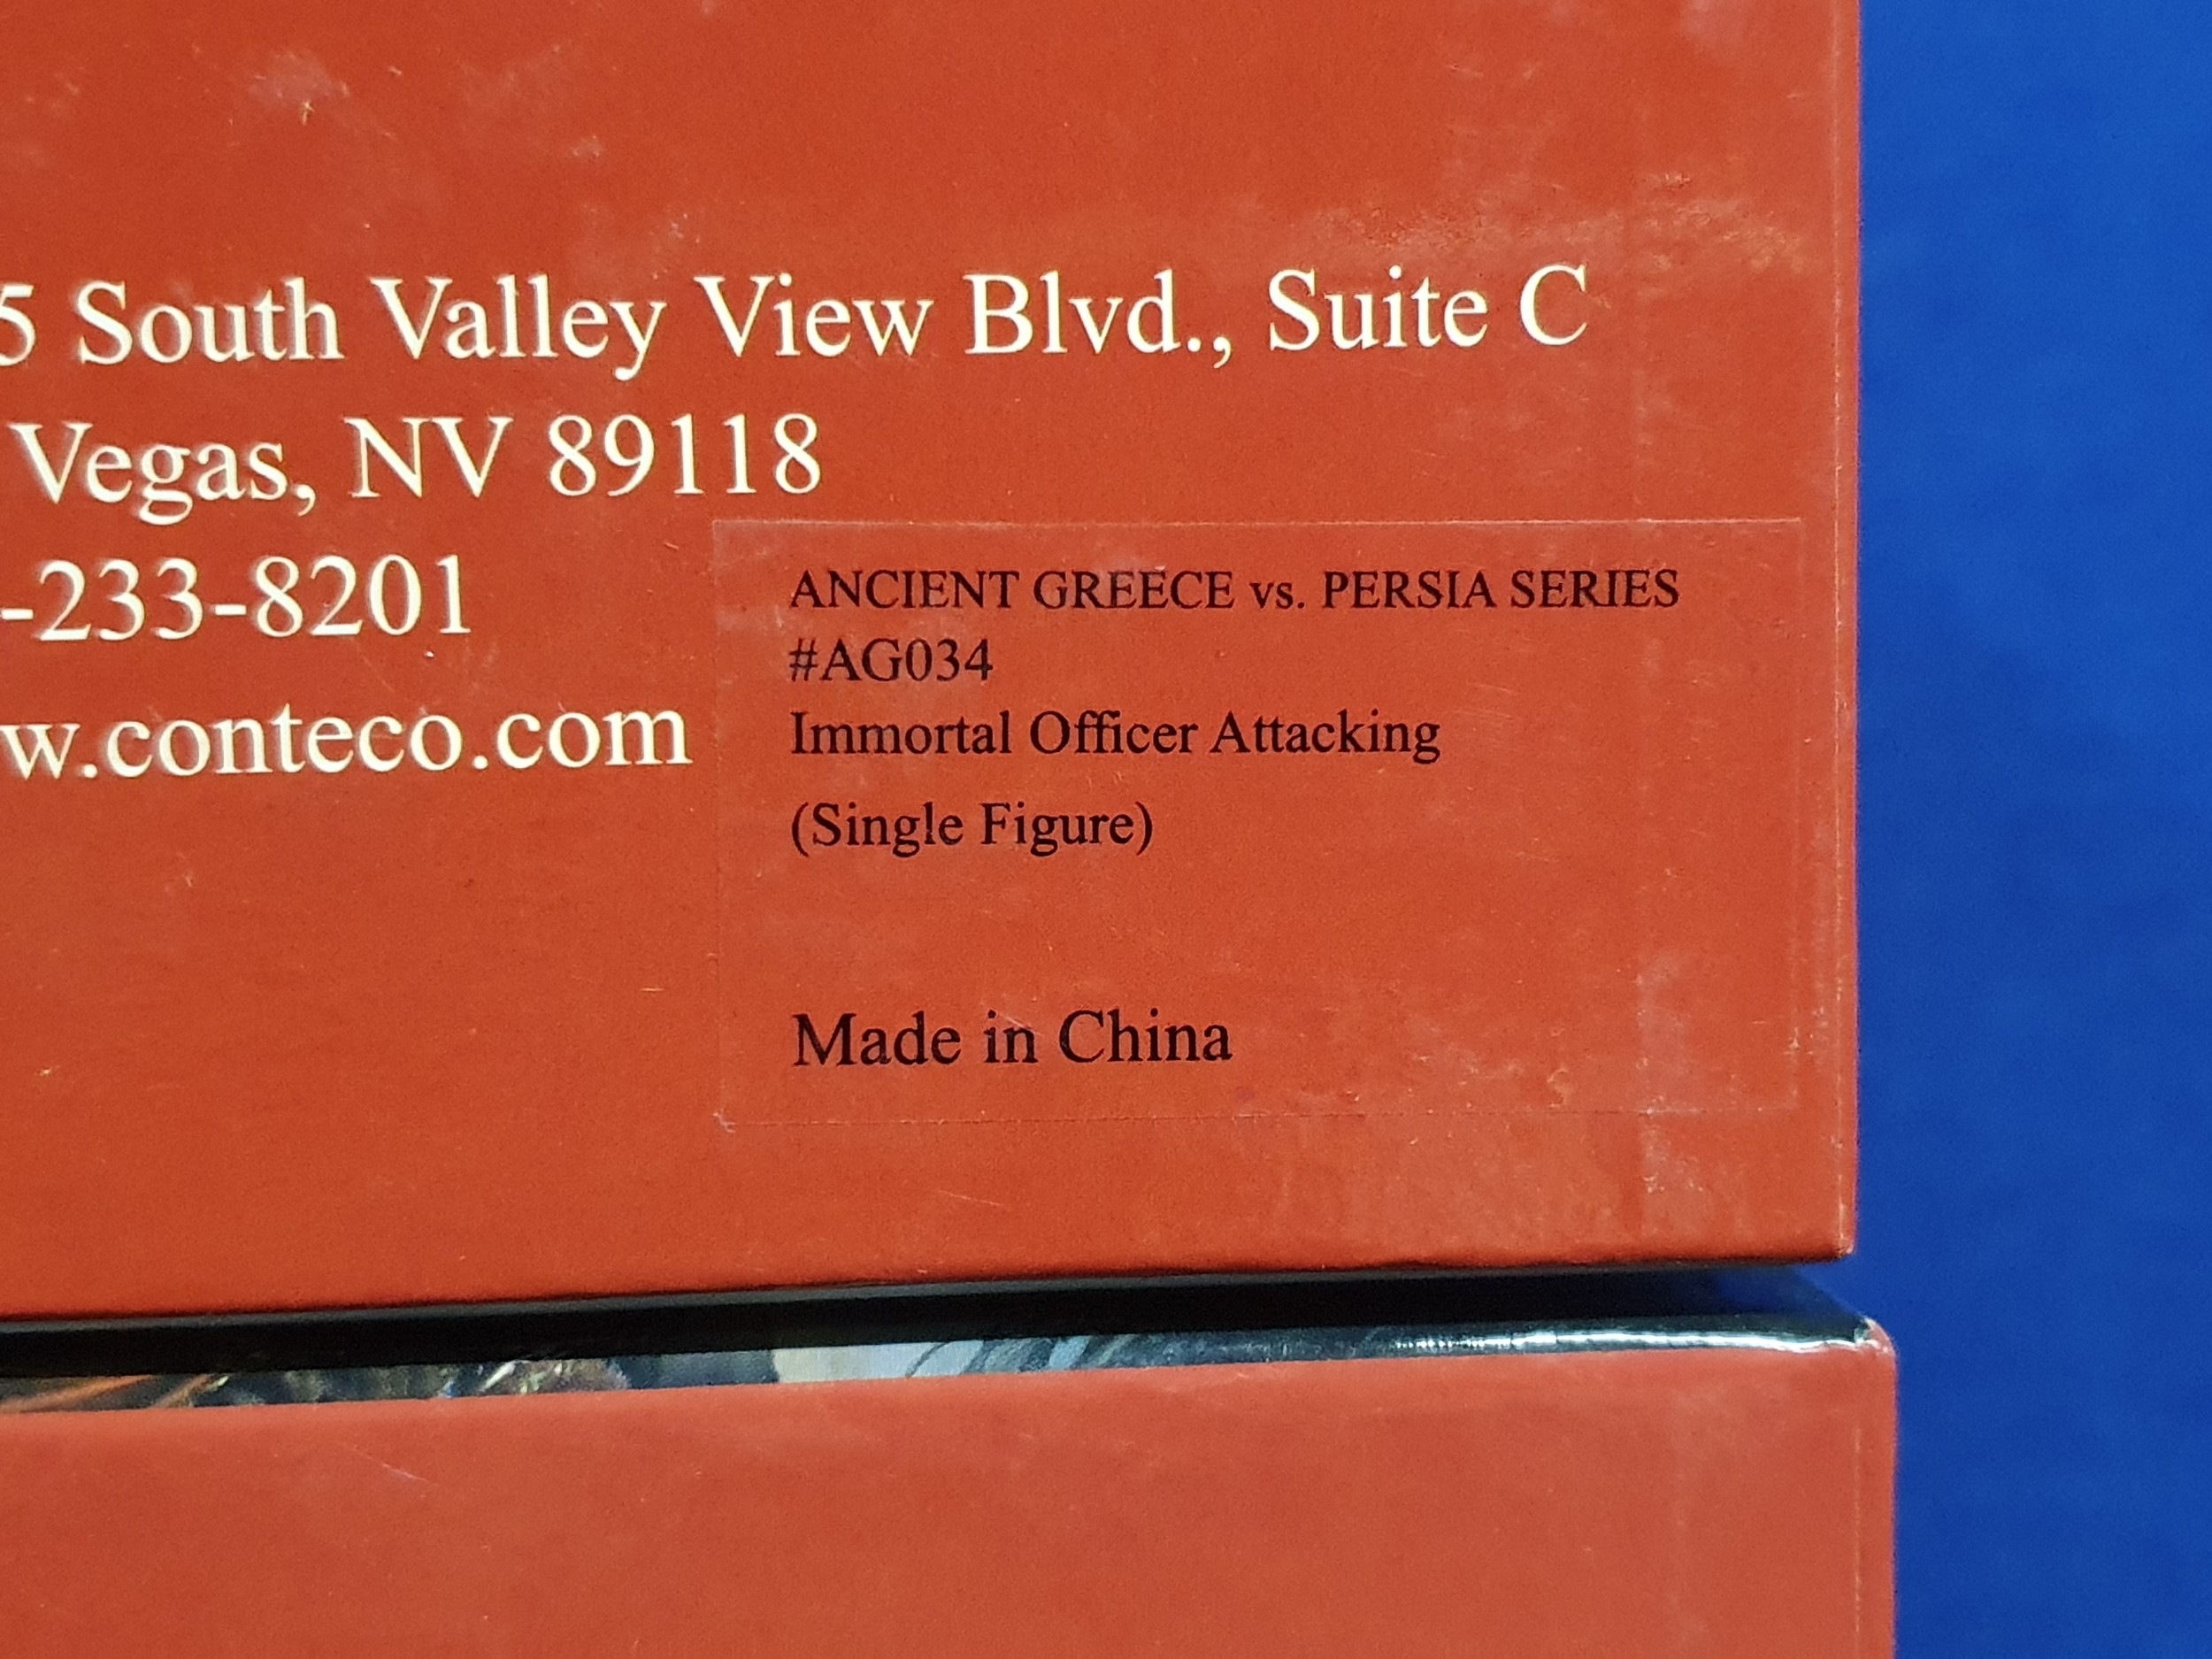 5 South Valley View Blvd., Suite C
Vegas, NV 89118
-233-8201
w.conteco.com
ANCIENT GREECE vs. PERSIA SERIES
#AG034
Immortal Officer Attacking
(Single Figure)
Made in China